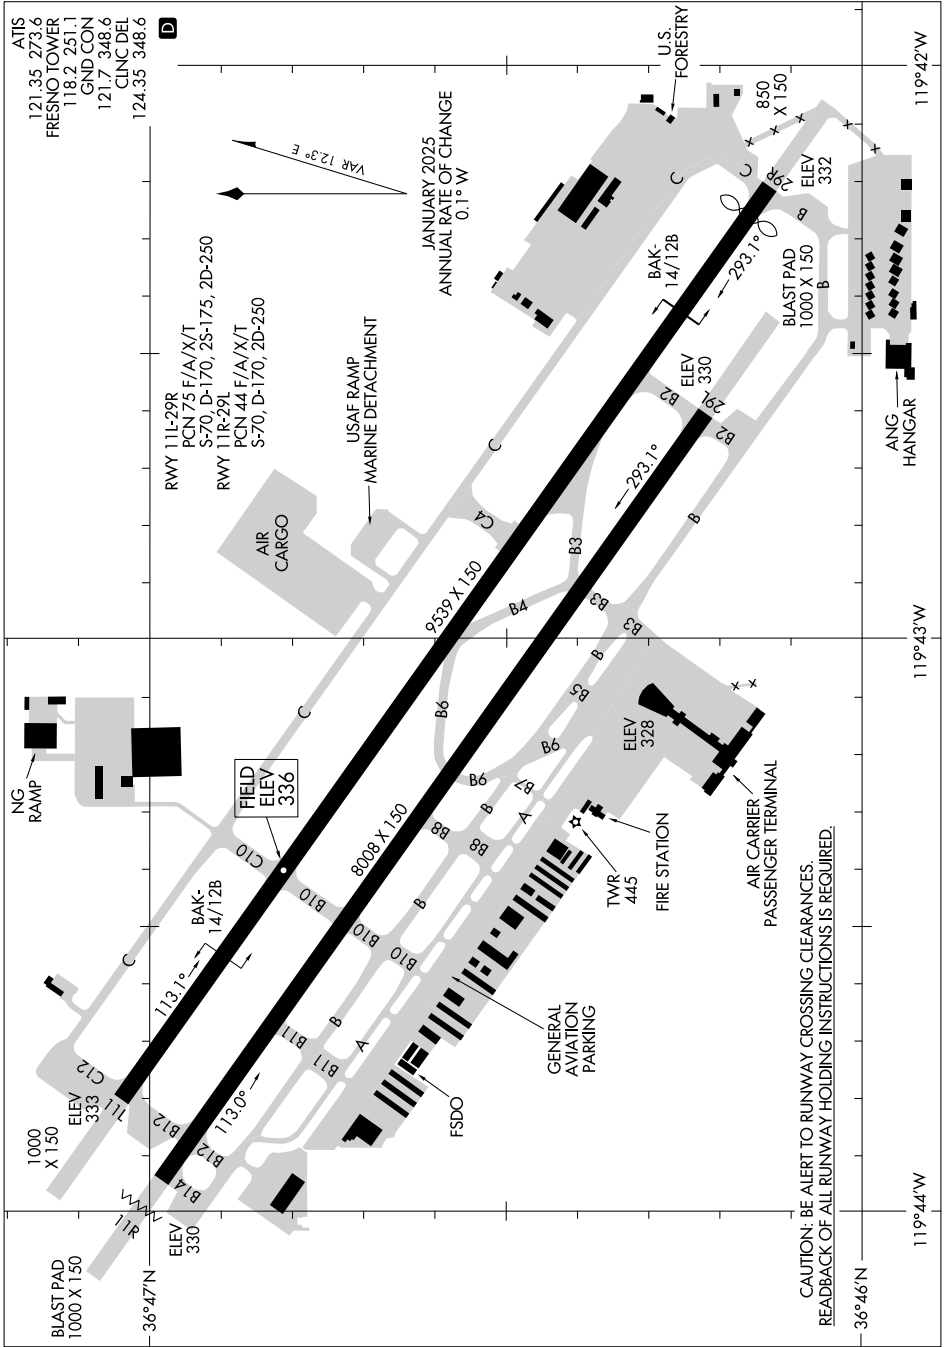 ATIS
121.35 273.6
FRESNO TOWER
118.2 251.1
GND CON
121.7 348.6
CLNC DEL
124.35 348.6
D
VAR 12.3° E
JANUARY 2025
ANNUAL RATE OF CHANGE
0.1° W
RWY 11L-29R
PCN 75 F/A/X/T
S-70, D-170, 2S-175, 2D-250
RWY 11R-29L
PCN 44 F/A/X/T
S-70, D-170, 2D-250
U.S.
FORESTRY
850
X 150
119°42'W
C
C
29R
ELEV
332
B
BAK-
14/12B
293.1°
BLAST PAD
1000 X 150
B
ANG
HANGAR
USAF RAMP
MARINE DETACHMENT
AIR
CARGO
C
C4
B2
ELEV
330
29L
B2
293.1°
B
B3
B3
B3
B4
9539 X 150
119°43'W
B
B5
B6
B6
B6
B7
C
NG
RAMP
FIELD
ELEV
336
ELEV
328
AIR CARRIER
PASSENGER TERMINAL
TWR
445
FIRE STATION
8008 X 150
B8
B8
B
A
C10
B10
B10
B10
B
BAK-
14/12B
C
113.1°
GENERAL
AVIATION
PARKING
B11
B11
B
A
FSDO
C12
11L
ELEV
333
1000
X 150
B12
B12
113.0°
B14
11R
ELEV
330
BLAST PAD
1000 X 150
36°47'N
36°46'N
119°44'W
CAUTION: BE ALERT TO RUNWAY CROSSING CLEARANCES.
READBACK OF ALL RUNWAY HOLDING INSTRUCTIONS IS REQUIRED.